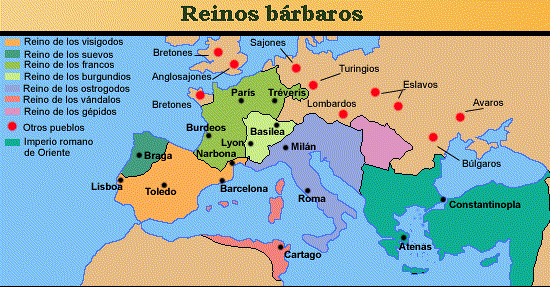 Reinos bárbaros
Reino de los visigodos
Reino de los suevos
Reino de los francos
Reino de los burgundios
Reino de los ostrogodos
Reino de los vándalos
Reino de los gépidos
Otros pueblos
Imperio romano
de Oriente
Bretones
Sajones
Anglosajones
Turingios
Eslavos
Bretones
París
Tréveris
Lombardos
Avaros
Burdeos
Basilea
Lyon
Milán
Búlgaros
Braga
Narbona
Lisboa
Toledo
Barcelona
Roma
Constantinopla
Atenas
Cartago